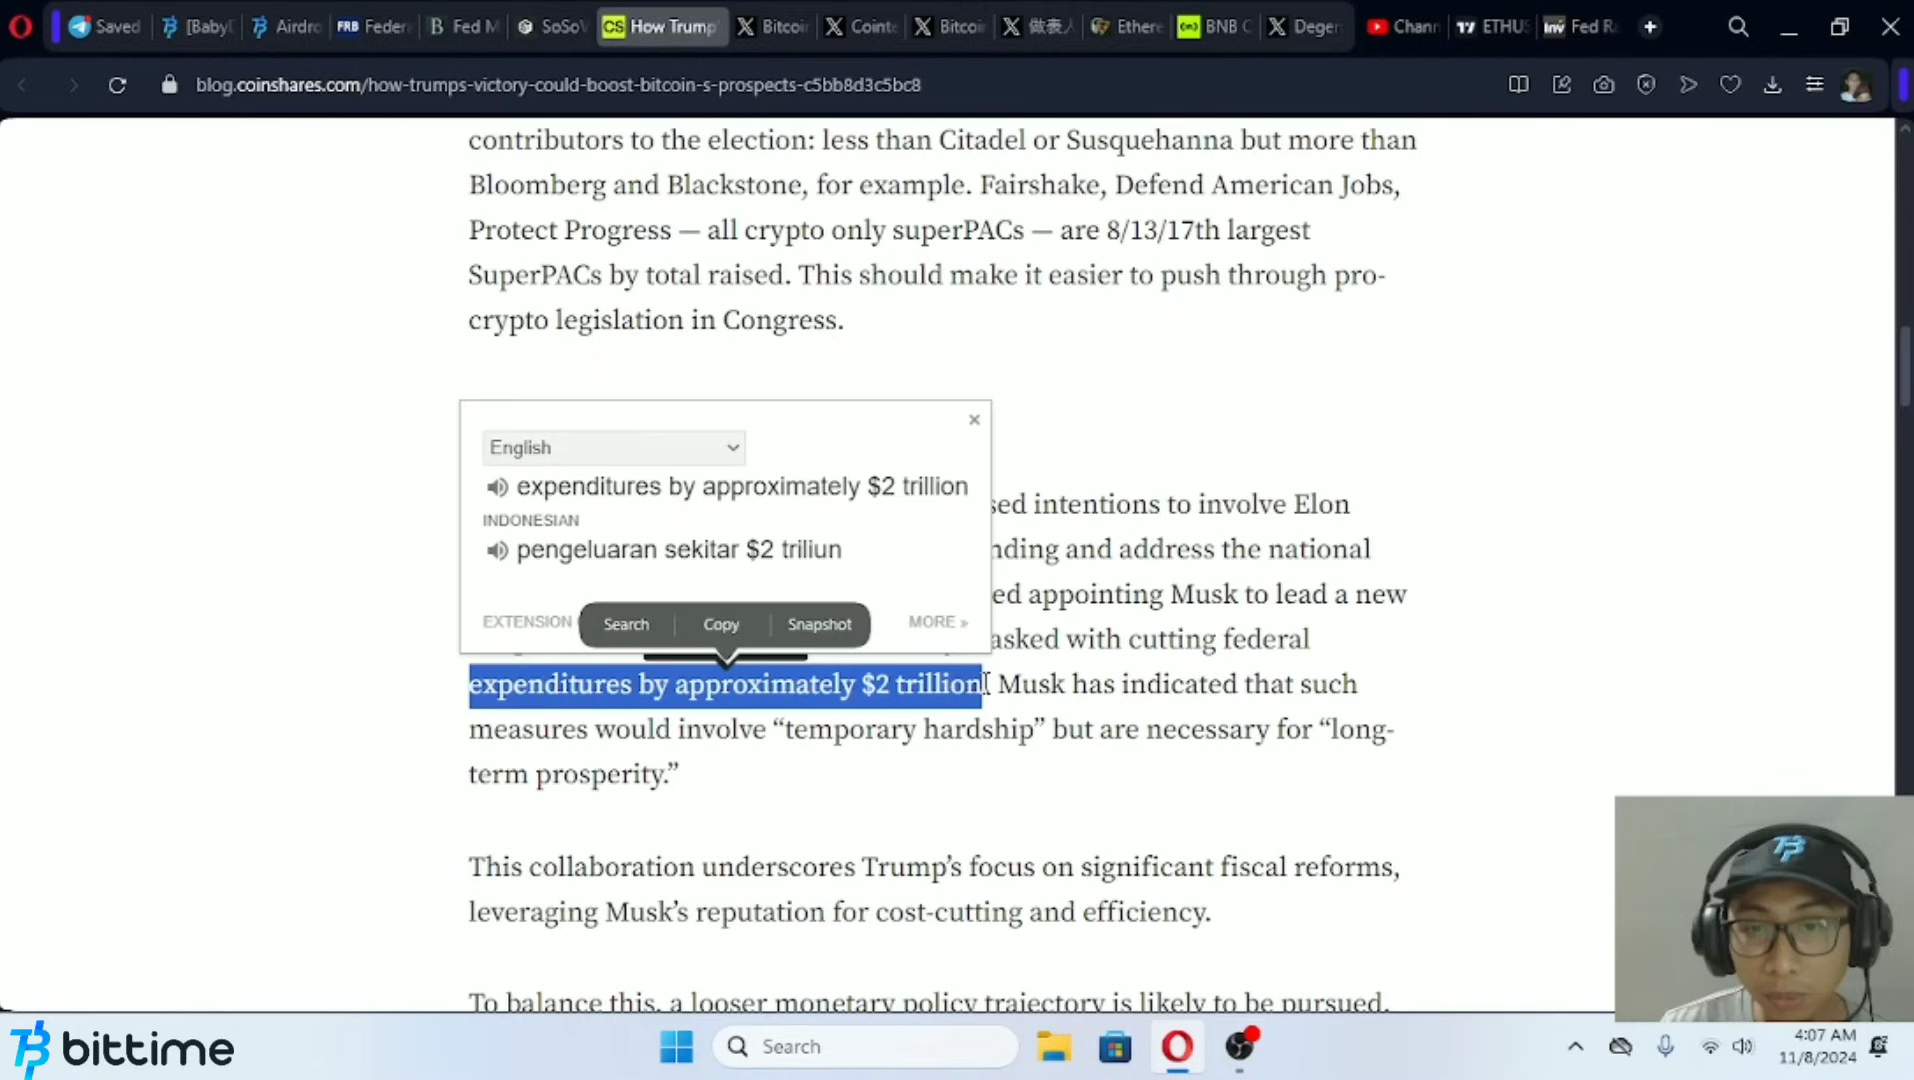 Saved
[BabyD
Airdro
FRB Federa
Fed M
SoSoV
CS How Trump
Bitcoi
Cointe
Bitcoi
做表人
Ethere
BNB C
Degen
Chann
ETHUS
Inv Fed Ra
blog.coinshares.com/how-trumps-victory-could-boost-bitcoin-s-prospects-c5bb8d3c5bc8
contributors to the election: less than Citadel or Susquehanna but more than
Bloomberg and Blackstone, for example. Fairshake, Defend American Jobs,
Protect Progress — all crypto only superPACs — are 8/13/17th largest
SuperPACs by total raised. This should make it easier to push through pro-
crypto legislation in Congress.
English
expenditures by approximately $2 trillion
INDONESIAN
pengeluaran sekitar $2 triliun
EXTENSION
Search
Copy
Snapshot
MORE »
sed intentions to involve Elon
nding and address the national
ed appointing Musk to lead a new
asked with cutting federal
expenditures by approximately $2 trillion Musk has indicated that such
measures would involve “temporary hardship” but are necessary for “long-
term prosperity.”
This collaboration underscores Trump’s focus on significant fiscal reforms,
leveraging Musk’s reputation for cost-cutting and efficiency.
To balance this, a looser monetary policy trajectory is likely to be pursued,
bittime
Search
4:07 AM
11/8/2024